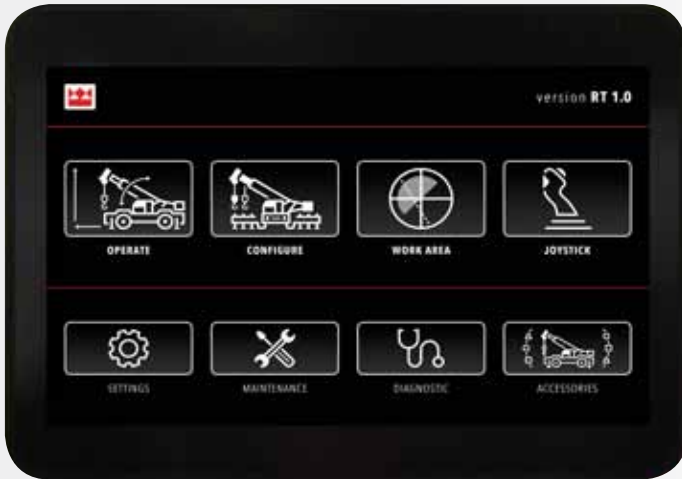 version RT 1.0
OPERATE
CONFIGURE
WORK AREA
JOYSTICK
SETTINGS
MAINTENANCE
DIAGNOSTIC
ACCESSORIES